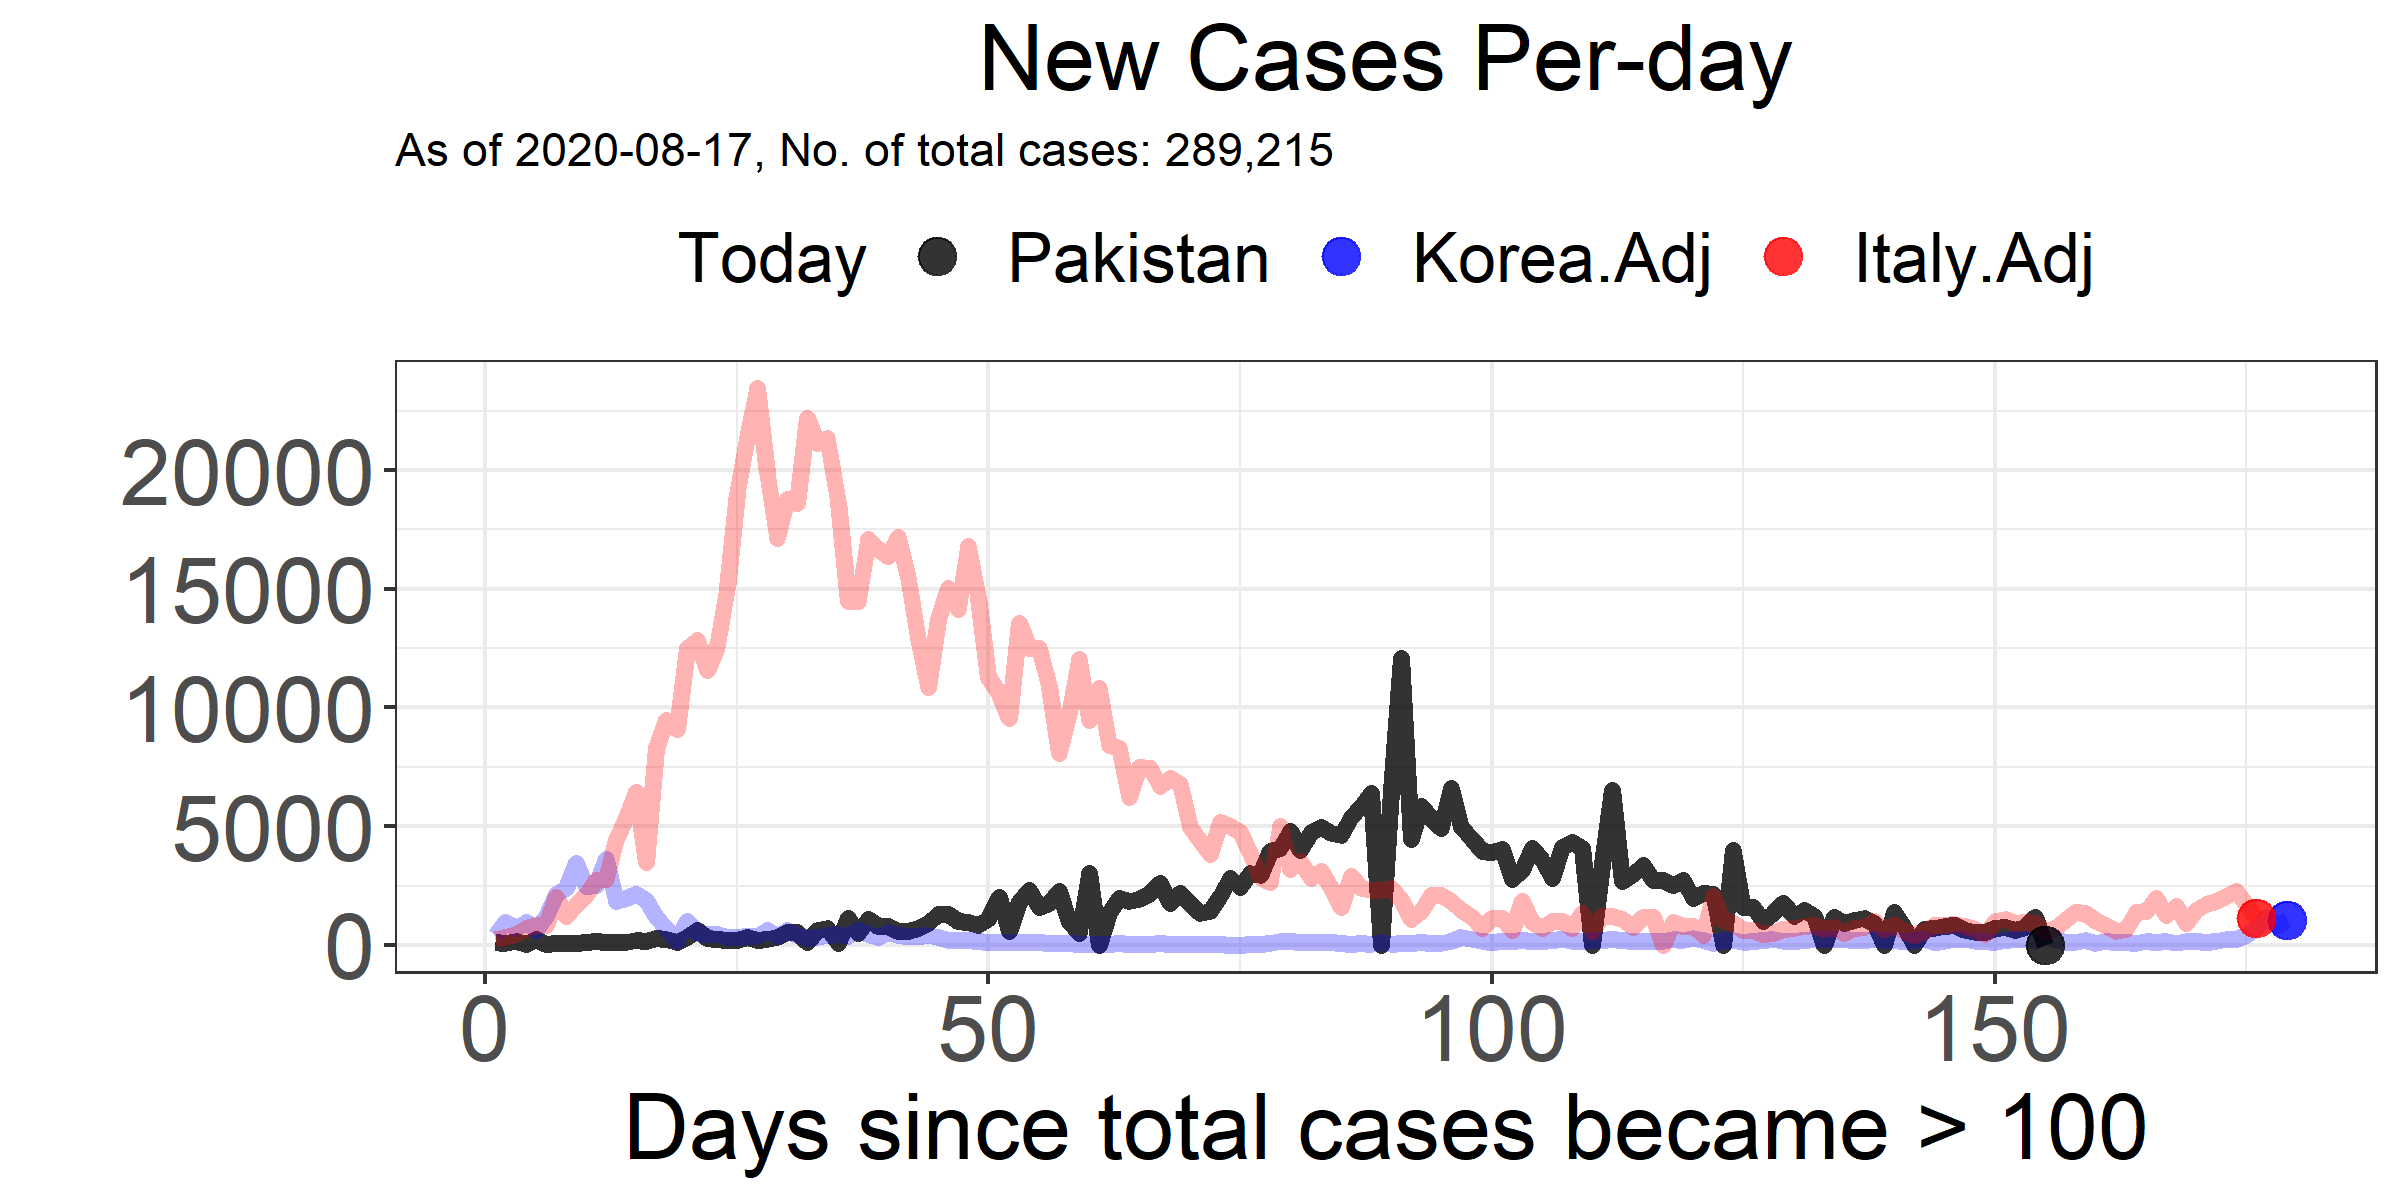 New Cases Per-day
As of 2020-08-17, No. of total cases: 289,215
Today Pakistan Korea.Adj Italy.Adj
20000
15000
10000
5000
0
0 50 100 150
Days since total cases became > 100